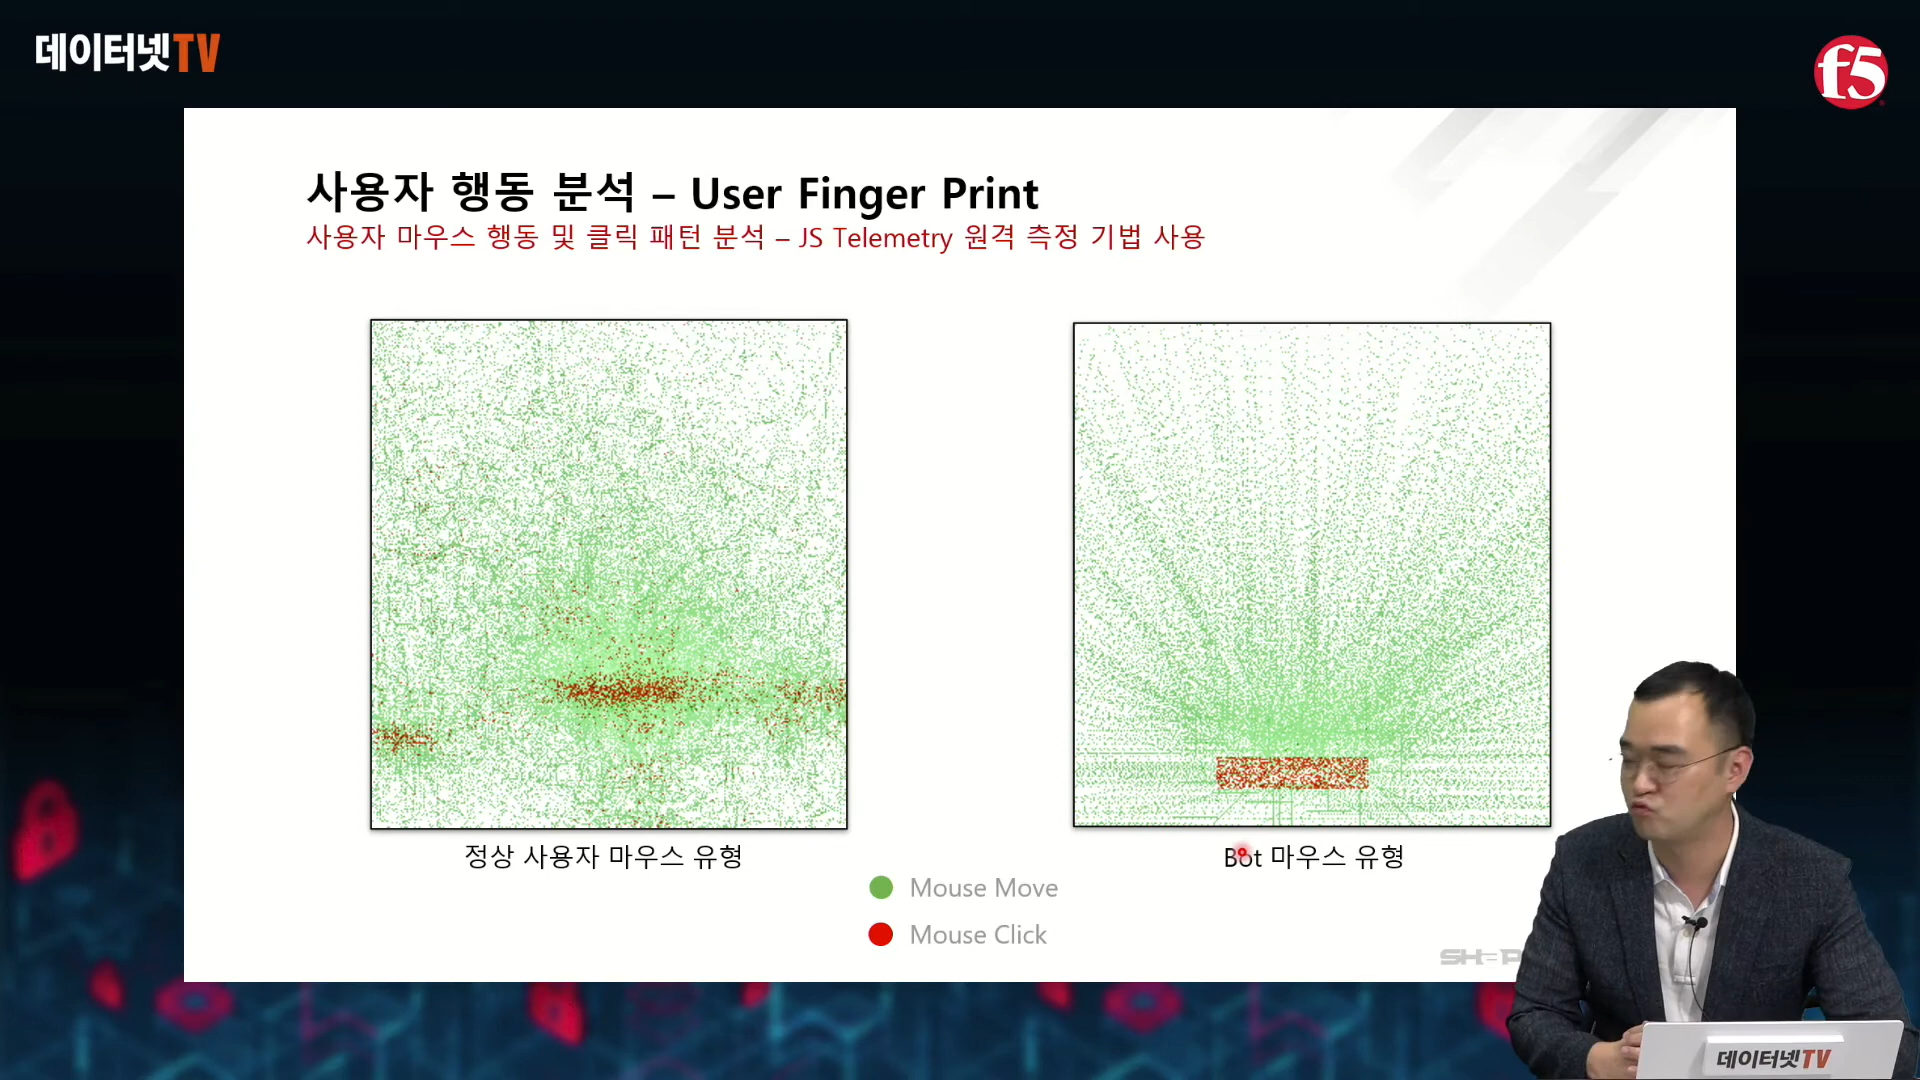 데이터넷TV
f5
사용자 행동 분석 – User Finger Print
사용자 마우스 행동 및 클릭 패턴 분석 – JS Telemetry 원격 측정 기법 사용
정상 사용자 마우스 유형
Bot 마우스 유형
Mouse Move
Mouse Click
데이터넷TV